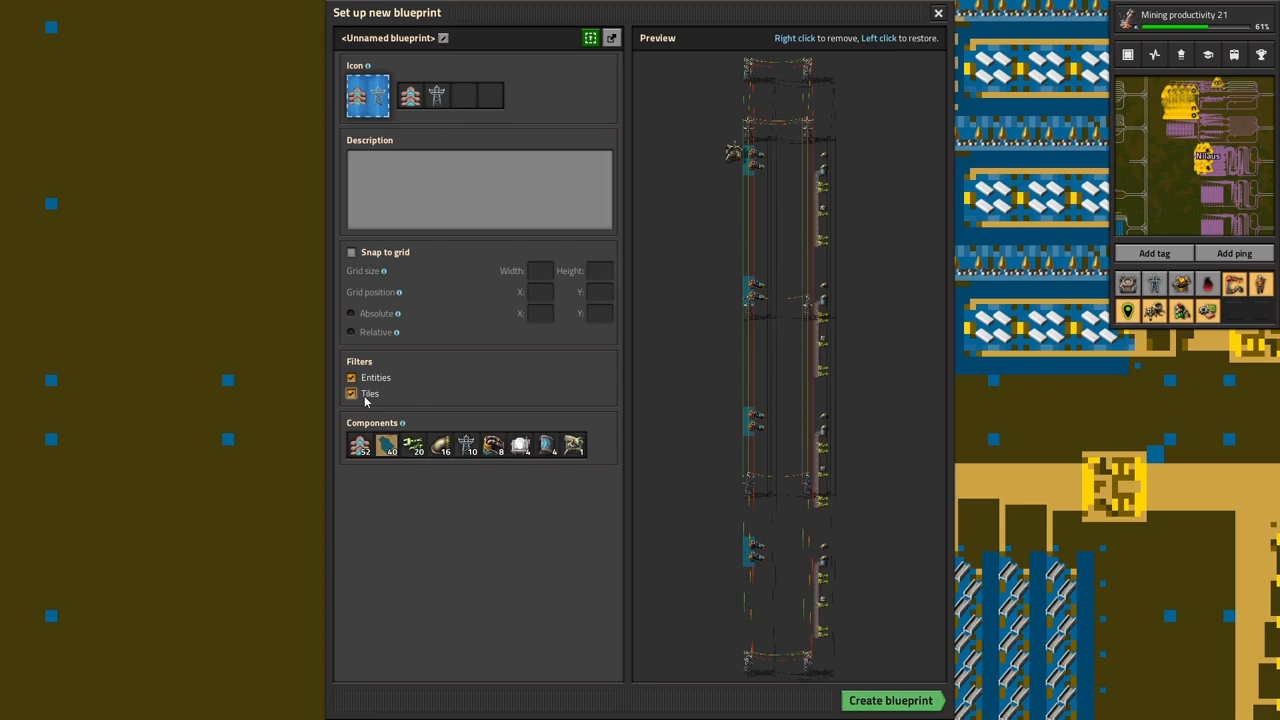 Set up new blueprint
Mining productivity 21
61%
<Unnamed blueprint>
Preview
Right click to remove, Left click to restore.
Icon
Description
Nilaus
Snap to grid
Add tag
Add ping
Grid size
Width:
Height:
Grid position
X:
Y:
Absolute
X:
Y:
Relative
Filters
Entities
Tiles
Components
52
40
20
16
10
8
4
4
1
Create blueprint